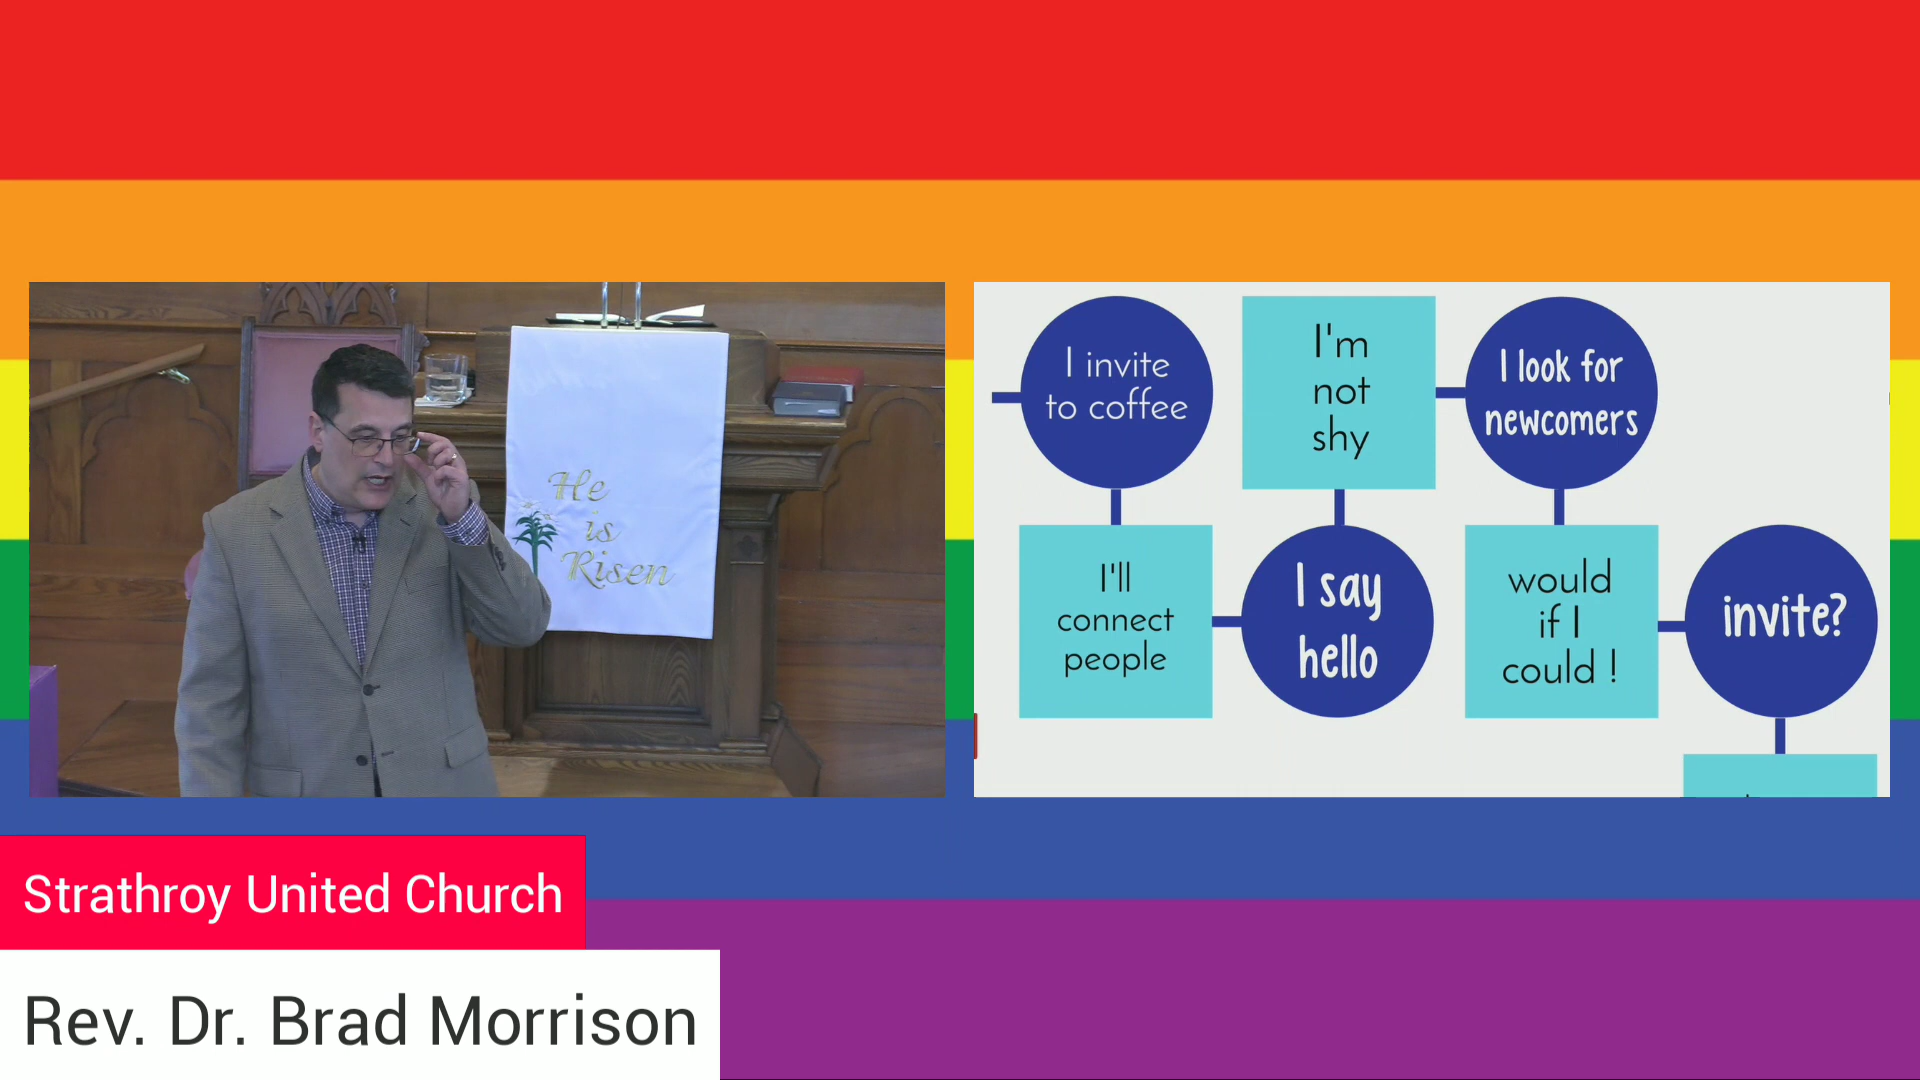 He
is
Risen
I invite
to coffee
I'm
not
shy
I look for
newcomers
I'll
connect
people
I say
hello
would
if I
could !
invite?
Strathroy United Church
Rev. Dr. Brad Morrison